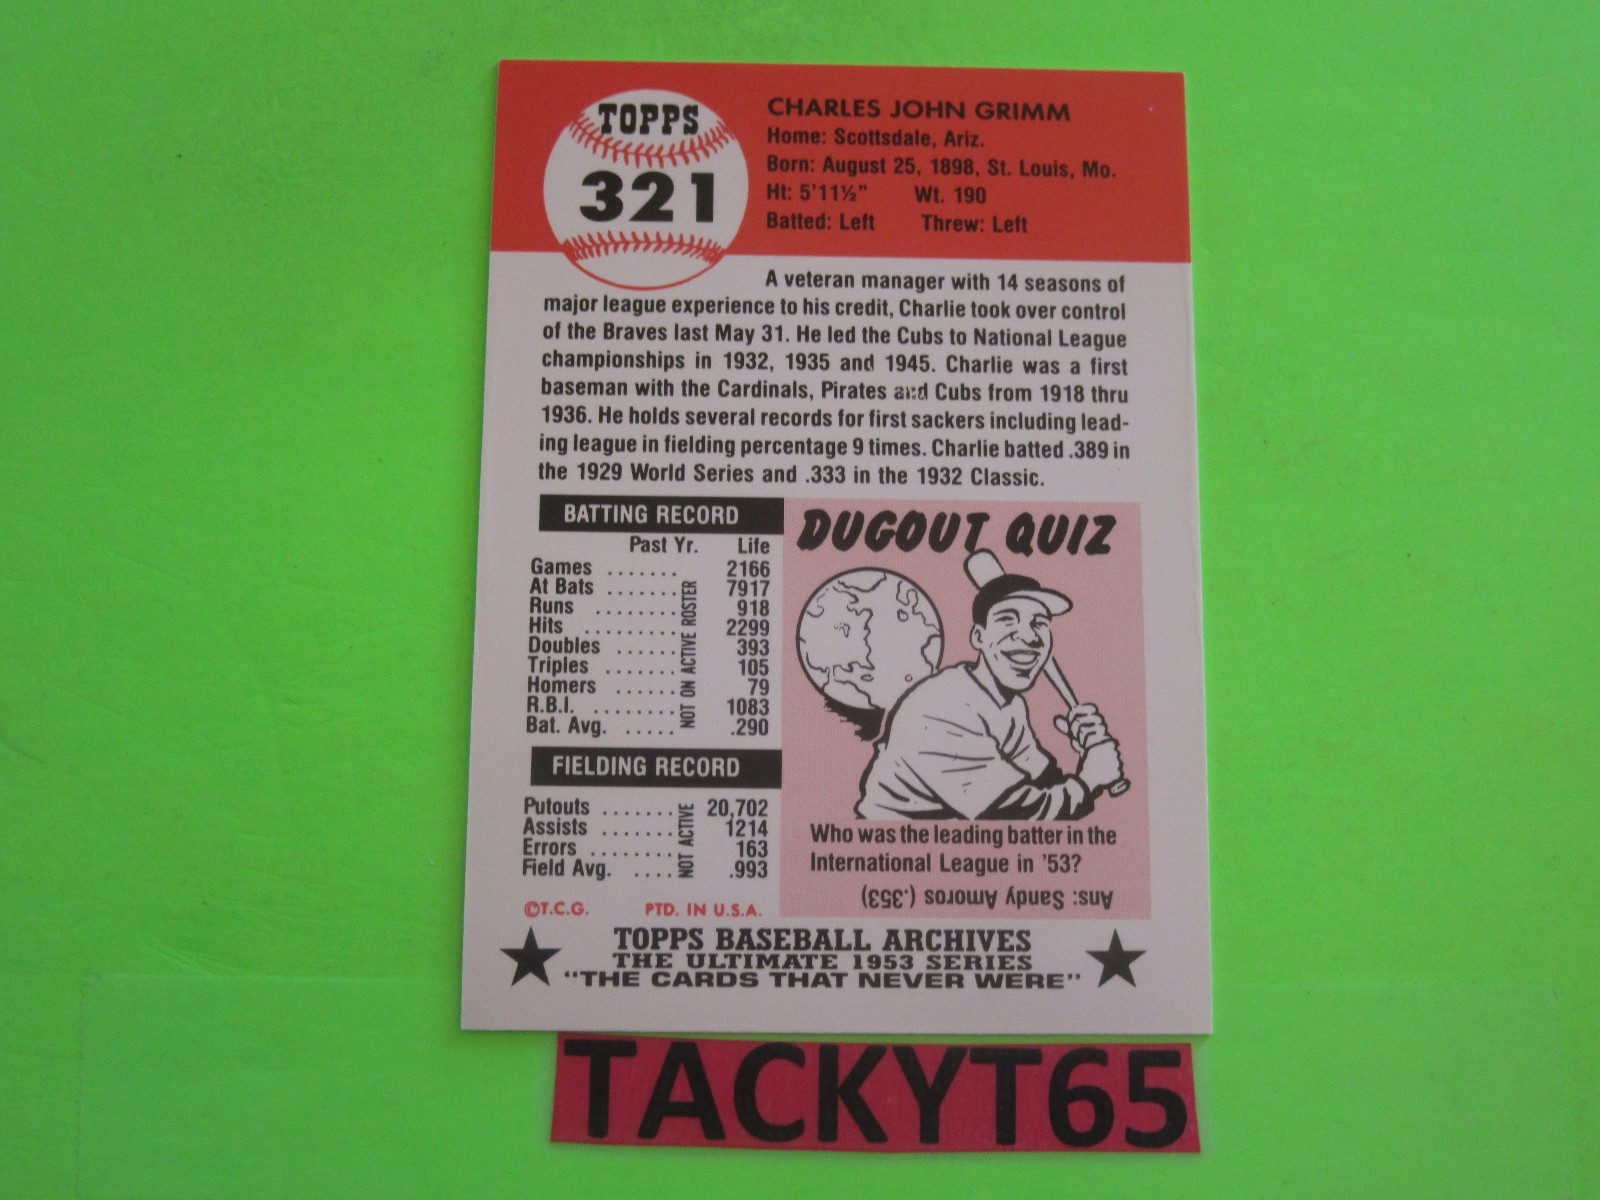 TOPPS
321
CHARLES JOHN GRIMM
Home: Scottsdale, Ariz.
Born: August 25, 1898, St. Louis, Mo.
Ht: 5'11½" Wt. 190
Batted: Left Threw: Left
A veteran manager with 14 seasons of
major league experience to his credit, Charlie took over control
of the Braves last May 31. He led the Cubs to National League
championships in 1932, 1935 and 1945. Charlie was a first
baseman with the Cardinals, Pirates and Cubs from 1918 thru
1936. He holds several records for first sackers including lead-
ing league in fielding percentage 9 times. Charlie batted .389 in
the 1929 World Series and .333 in the 1932 Classic.
BATTING RECORD
Past Yr. Life
Games ....... 2166
At Bats ........ 7917
Runs ........ 918
Hits .......... 2299
Doubles ...... 393
Triples ....... 105
Homers ...... 79
R.B.I. ........ 1083
Bat. Avg. ..... .290
NOT ON ACTIVE ROSTER
FIELDING RECORD
Putouts ....... 20,702
Assists ....... 1214
Errors ........ 163
Field Avg. .... .993
NOT ACTIVE
©T.C.G. PTD. IN U.S.A.
DUGOUT QUIZ
Who was the leading batter in the
International League in '53?
Ans: Sandy Amoros (.353)
TOPPS BASEBALL ARCHIVES
THE ULTIMATE 1953 SERIES
"THE CARDS THAT NEVER WERE"
TACKYT65